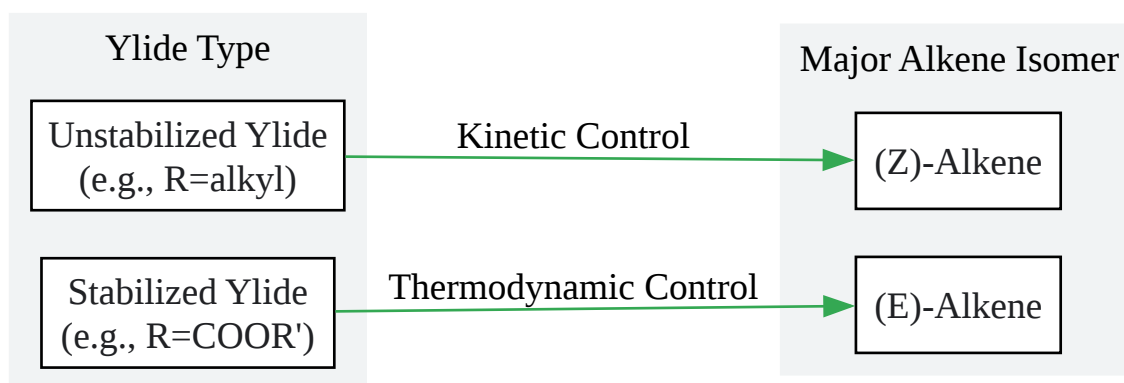 Ylide Type
Unstabilized Ylide
(e.g., R=alkyl)
Stabilized Ylide
(e.g., R=COOR')
Kinetic Control
Thermodynamic Control
Major Alkene Isomer
(Z)-Alkene
(E)-Alkene